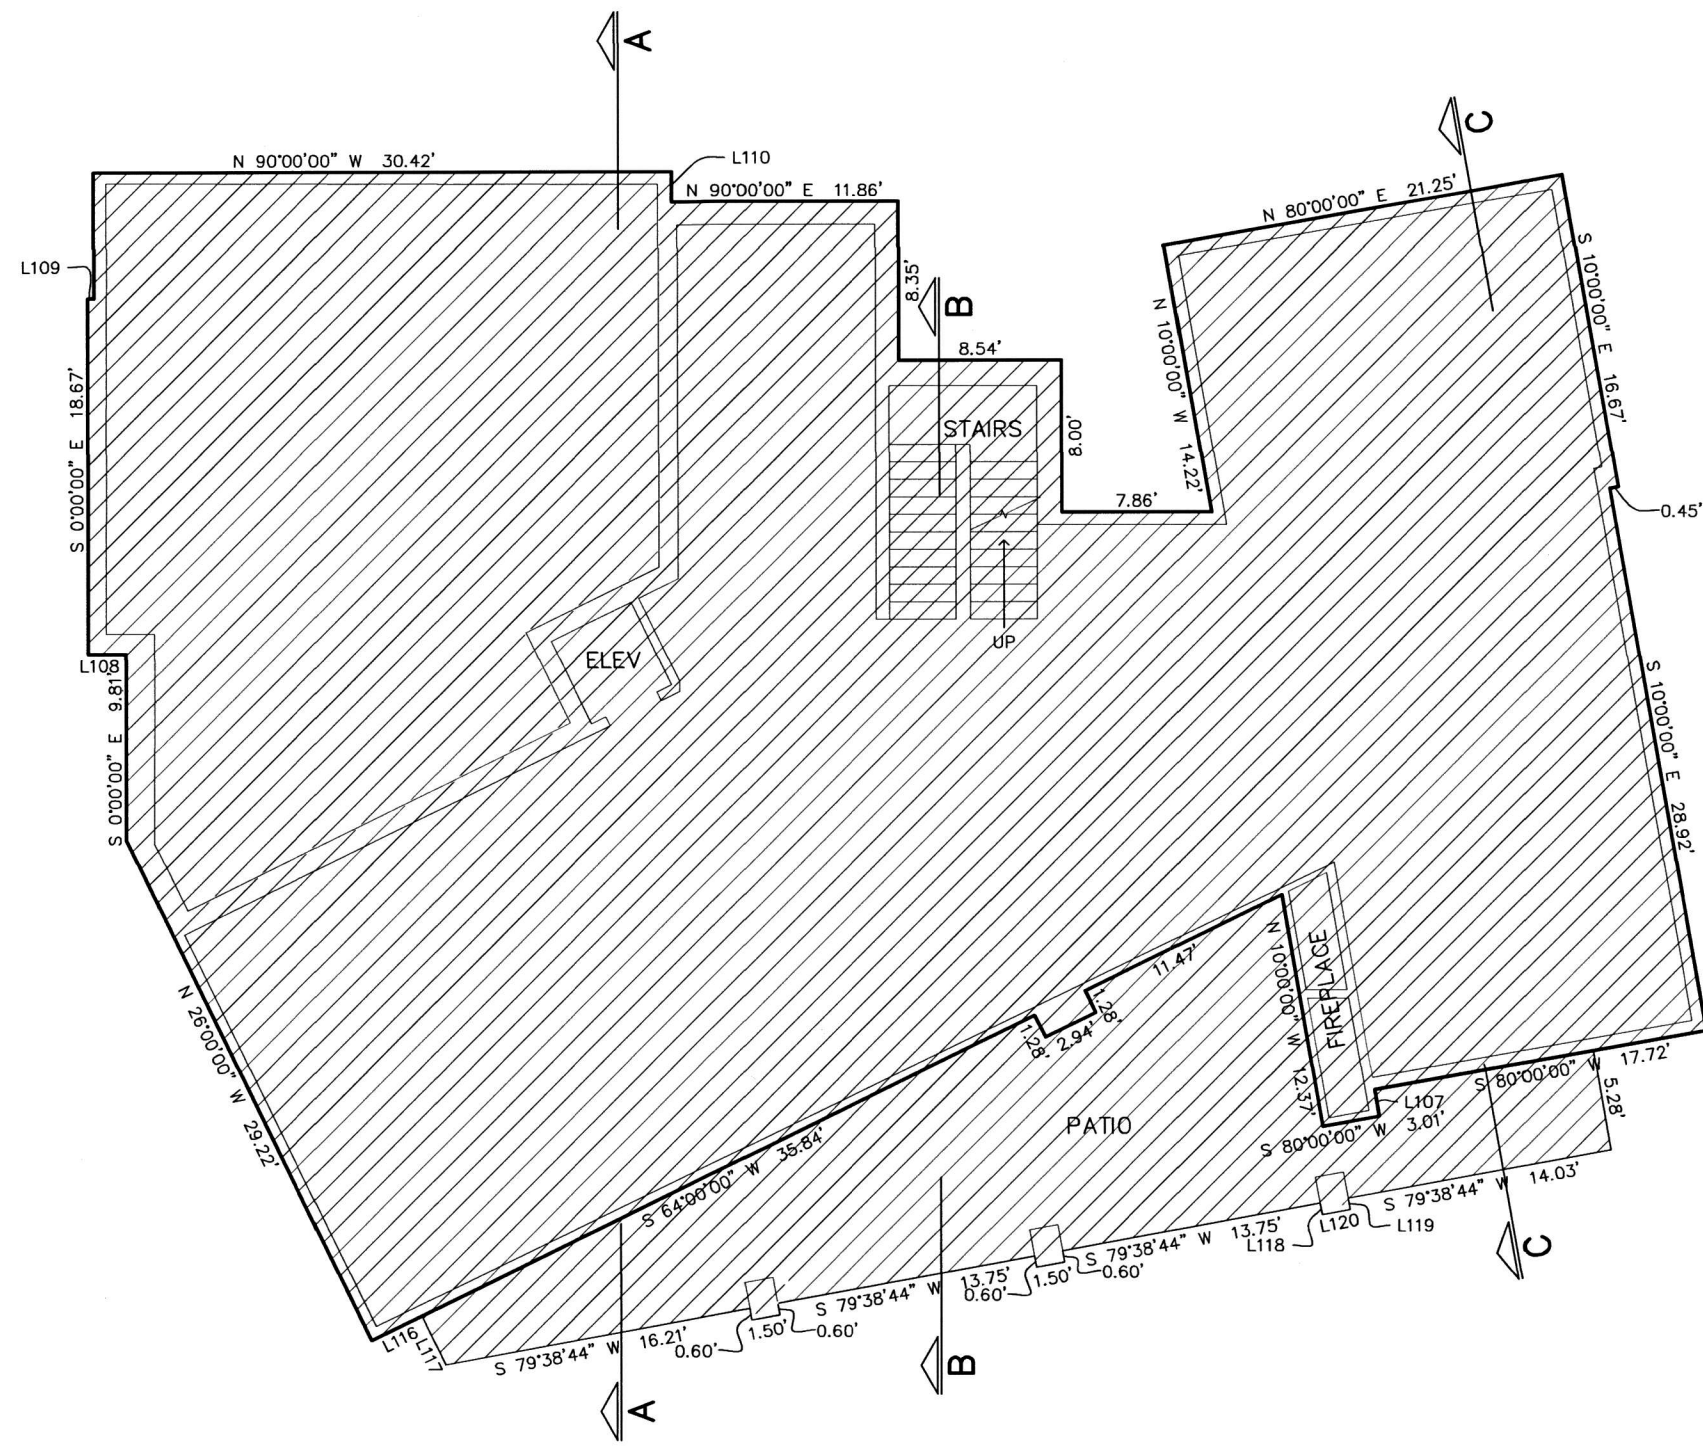 A
C
N 90°00'00" W 30.42'
L110
N 90°00'00" E 11.86'
N 80°00'00" E 21.25'
L109
8.35'
B
S 10°00'00" E 16.67'
8.54'
N 10°00'00" W 14.22'
S 0°00'00" E 18.67'
STAIRS
8.00'
7.86'
0.45'
UP
ELEV
L108
S 0°00'00" E 9.81'
S 10°00'00" E 28.92'
11.47'
N 10°00'00" W 12.37'
FIREPLACE
1.28'
1.28'
2.94'
N 26°00'00" W 29.22'
S 80°00'00" W 17.72'
5.28'
L107
PATIO
S 80°00'00" W 3.01'
S 64°00'00" W 35.84'
S 79°38'44" W 14.03'
L120
L119
L118
S 79°38'44" W 13.75'
C
0.60'
1.50'
0.60'
S 79°38'44" W 13.75'
0.60'
1.50'
0.60'
S 79°38'44" W 16.21'
L116
L117
B
A